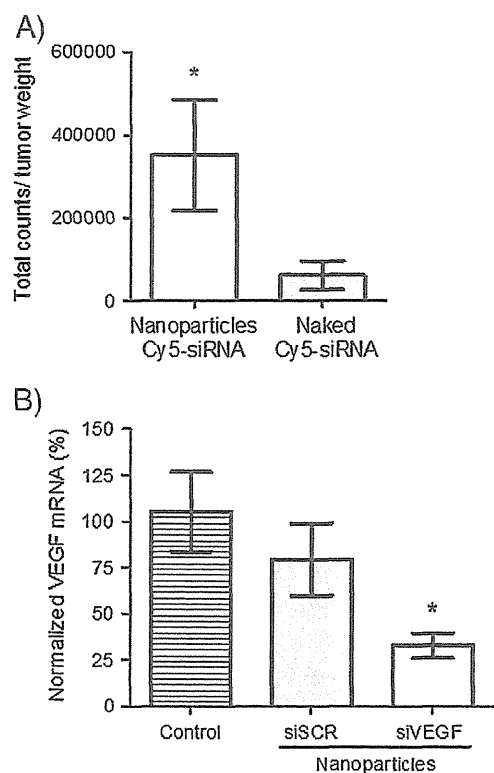 A)
Total counts/ tumor weight
600000
400000
200000
0
*
Nanoparticles
Cy5-siRNA
Naked
Cy5-siRNA
B)
Normalized VEGF mRNA (%)
150
125
100
75
50
25
0
*
Control
siSCR
siVEGF
Nanoparticles